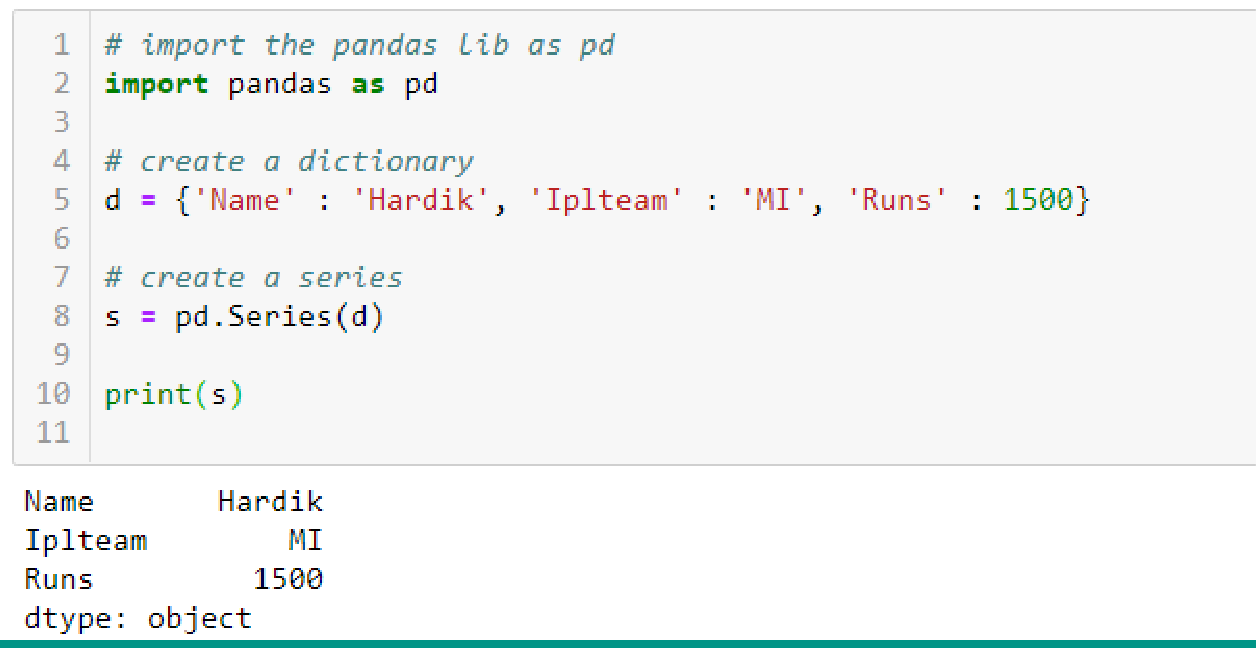 1 # import the pandas lib as pd
2 import pandas as pd
3
4 # create a dictionary
5 d = {'Name' : 'Hardik', 'Iplteam' : 'MI', 'Runs' : 1500}
6
7 # create a series
8 s = pd.Series(d)
9
10 print(s)
11
Name Hardik
Iplteam MI
Runs 1500
dtype: object